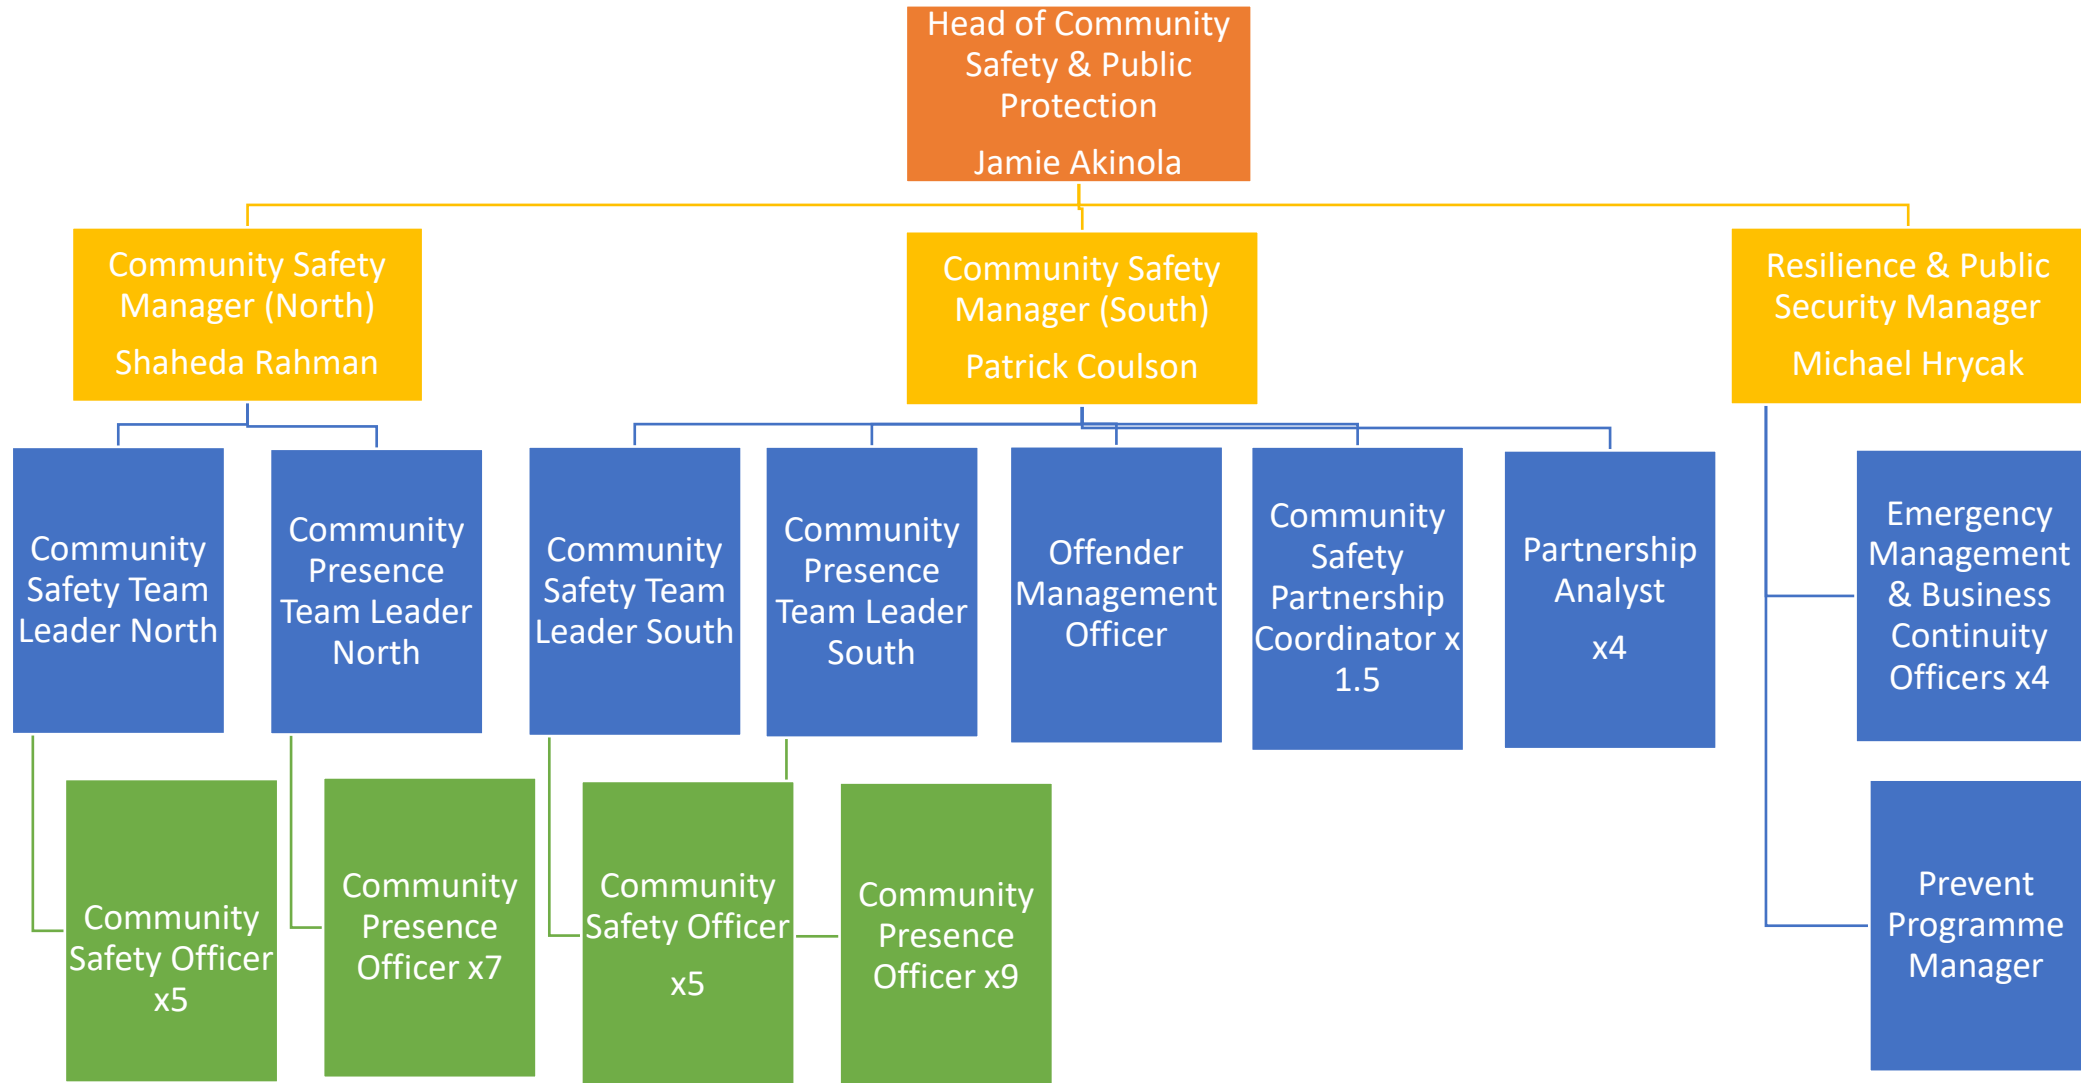 Head of Community
Safety & Public
Protection
Jamie Akinola
Community Safety
Manager (North)
Shaheda Rahman
Community Safety
Manager (South)
Patrick Coulson
Resilience & Public
Security Manager
Michael Hrycak
Community
Safety Team
Leader North
Community
Presence
Team Leader
North
Community
Safety Team
Leader South
Community
Presence
Team Leader
South
Offender
Management
Officer
Community
Safety
Partnership
Coordinator x
1.5
Partnership
Analyst
x4
Emergency
Management
& Business
Continuity
Officers x4
Community
Safety Officer
x5
Community
Presence
Officer x7
Community
Safety Officer
x5
Community
Presence
Officer x9
Prevent
Programme
Manager